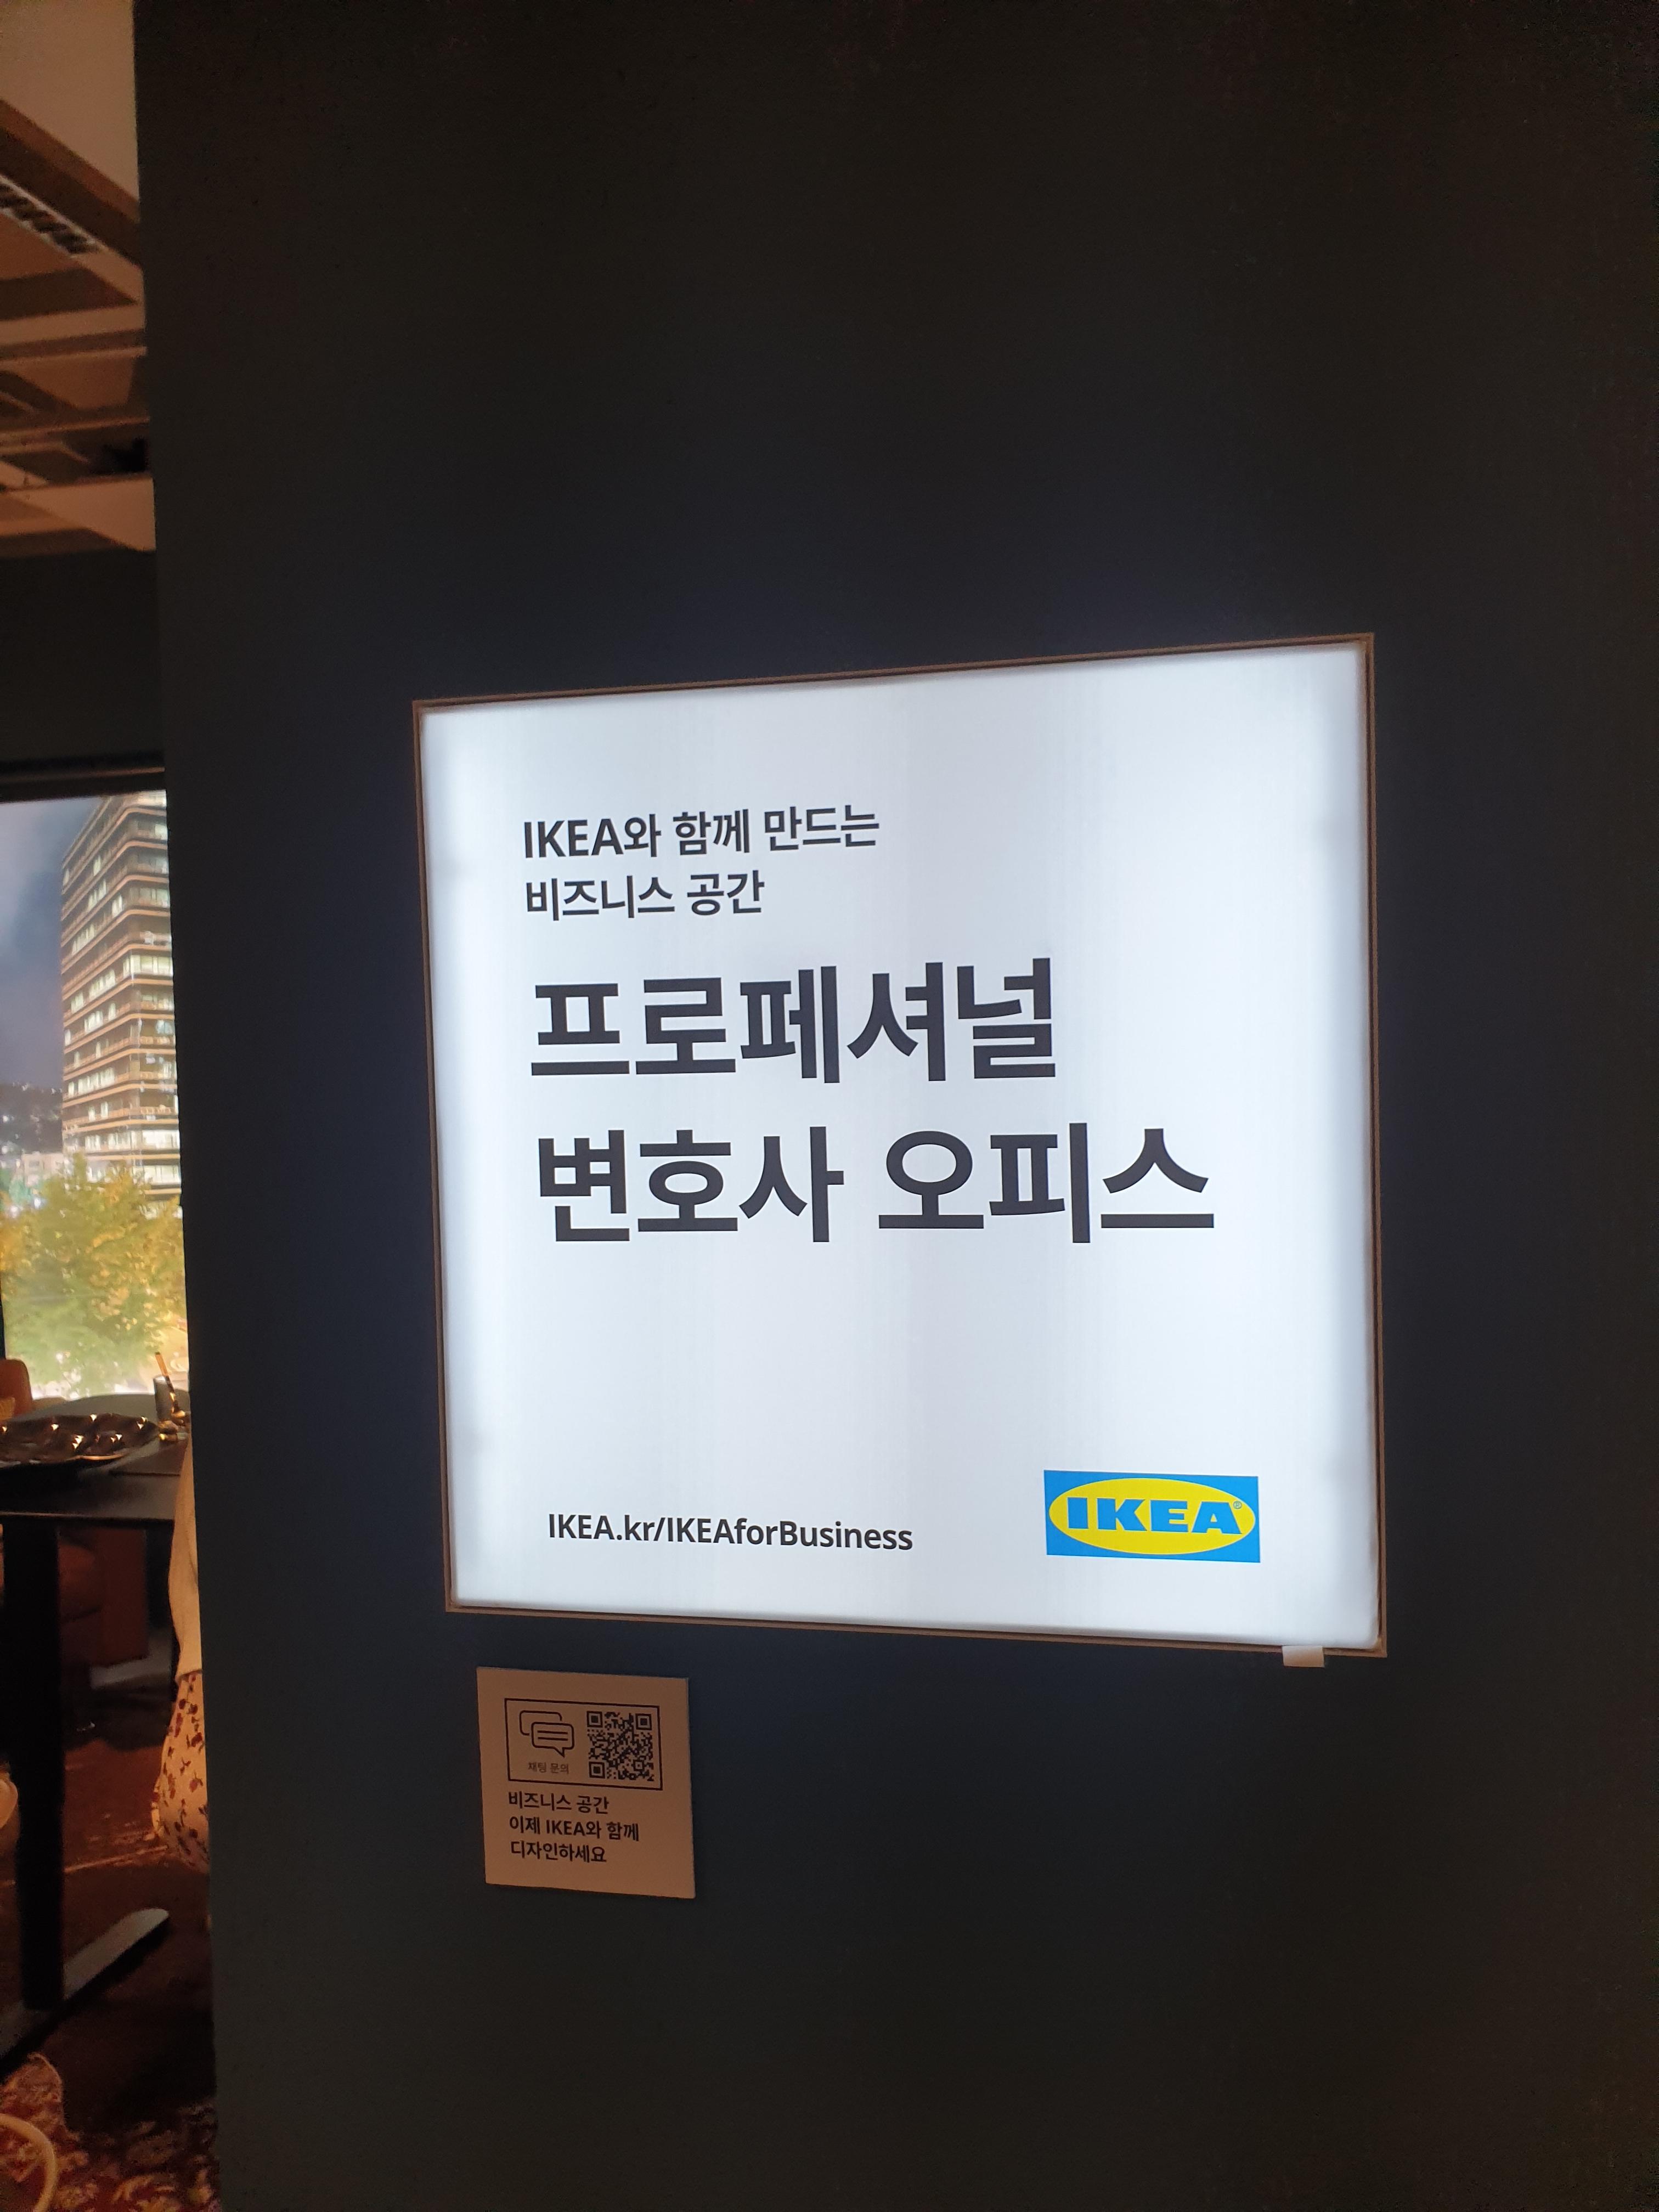 IKEA와 함께 만드는
비즈니스 공간
프로페셔널
변호사 오피스
IKEA.kr/IKEAforBusiness
IKEA
채팅 문의
비즈니스 공간
이제 IKEA와 함께
디자인하세요